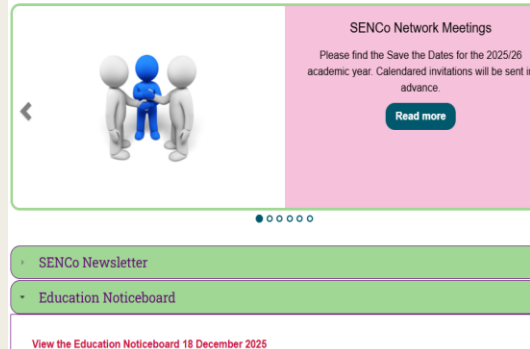 SENCo Network Meetings
Please find the Save the Dates for the 2025/26
academic year. Calendared invitations will be sent
advance.
Read more
SENCo Newsletter
Education Noticeboard
View the Education Noticeboard 18 December 2025